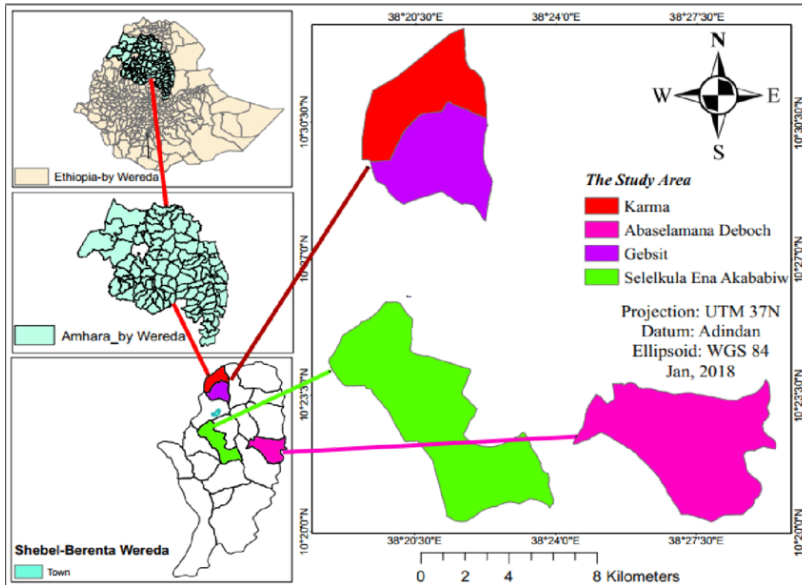 38°20'30"E 38°24'0"E 38°27'30"E
N
W E
S
10°30'30"N 10°30'30"N
Ethiopia-by Wereda
The Study Area
Karma
Abaselamana Deboch
Gebsit
Selelkula Ena Akababiw
10°27'0"N 10°27'0"N
Amhara_by Wereda
Projection: UTM 37N
Datum: Adindan
Ellipsoid: WGS 84
Jan, 2018
10°23'30"N 10°23'30"N
10°20'0"N 10°20'0"N
Shebel-Berenta Wereda
Town
38°20'30"E 38°24'0"E 38°27'30"E
0 2 4 8 Kilometers